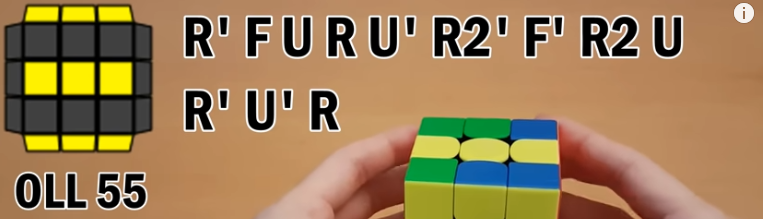 R' F U R U' R2' F' R2 U
R' U' R
OLL 55
i